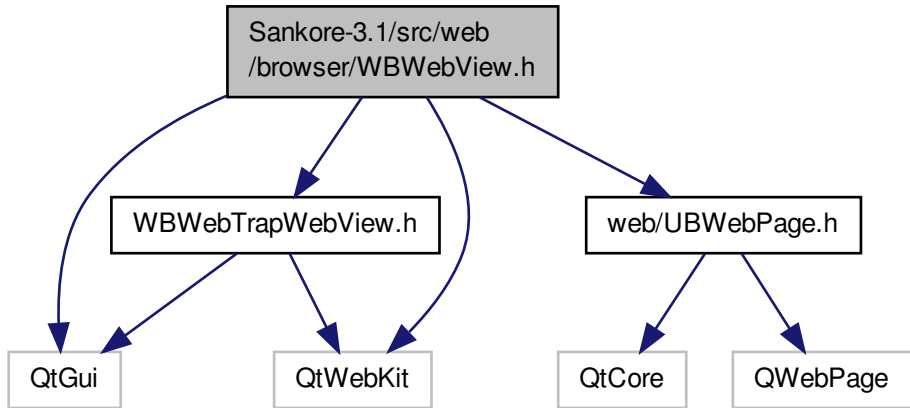 Sankore-3.1/src/web
/browser/WBWebView.h
WBWebTrapWebView.h
web/UBWebPage.h
QtGui
QtWebKit
QtCore
QWebPage